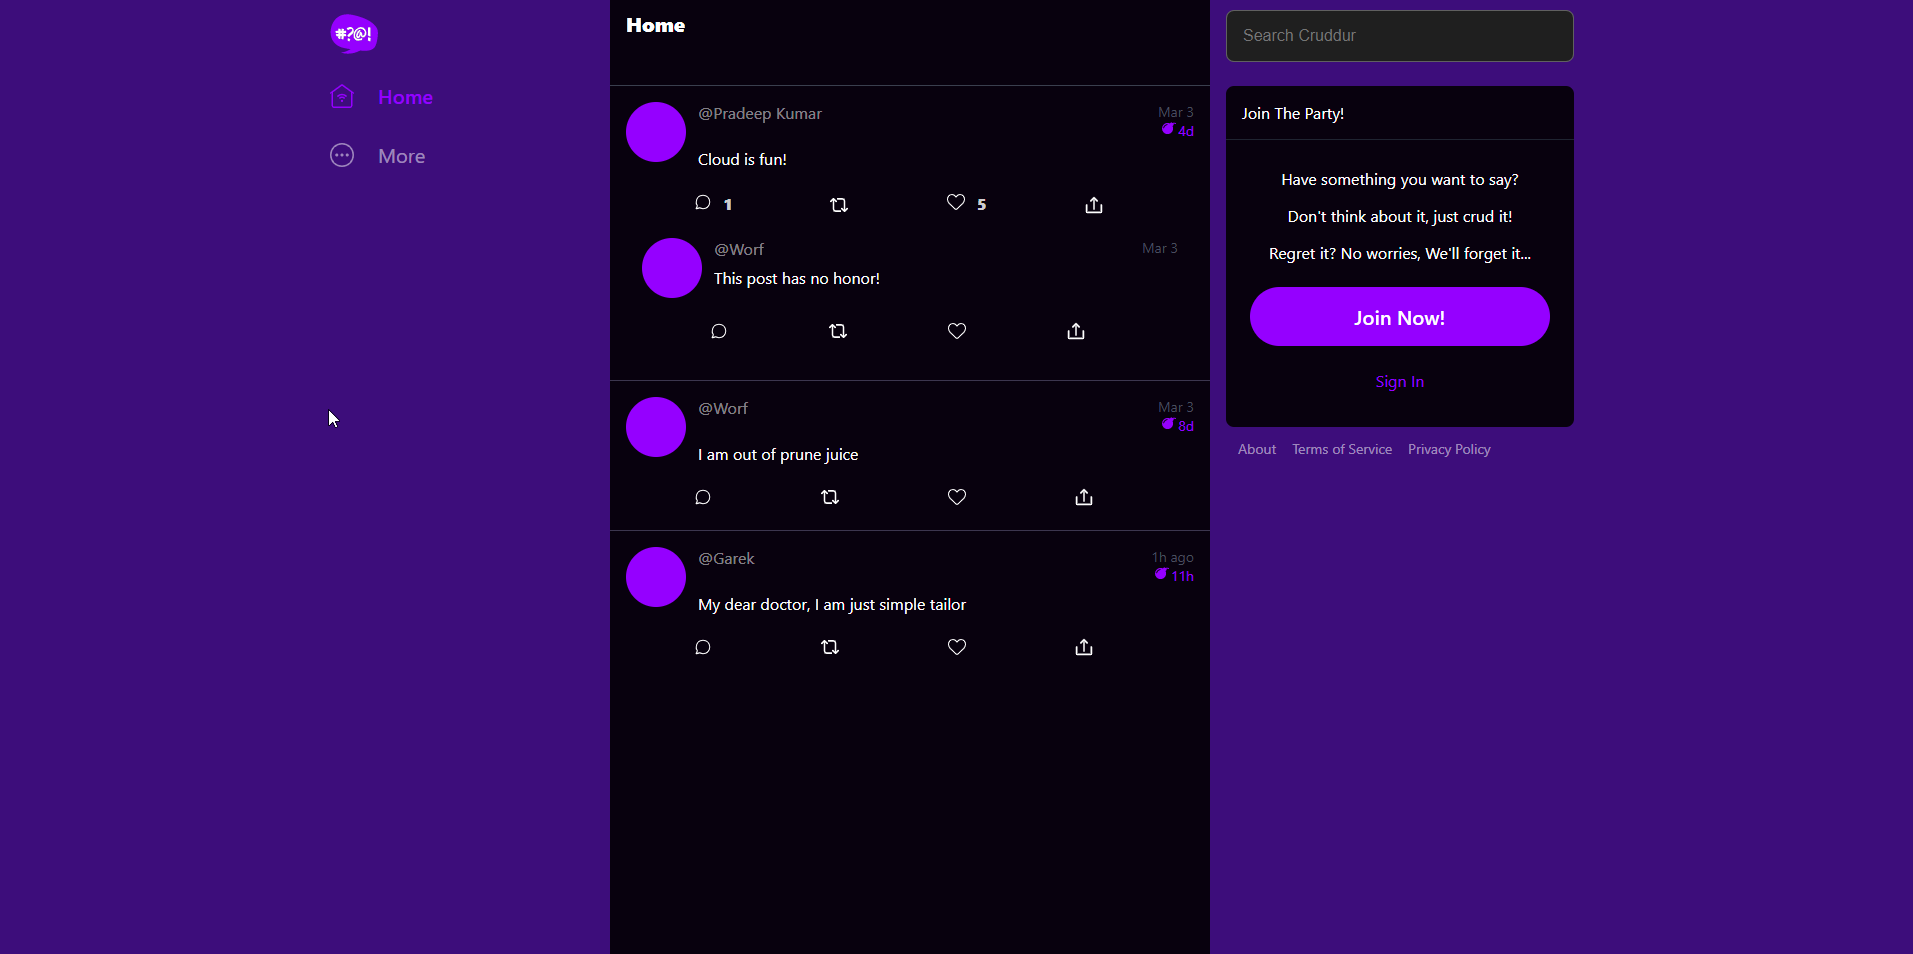 #?@!
Home
More
Home
@Pradeep Kumar
Mar 3
4d
Cloud is fun!
1
5
@Worf
Mar 3
This post has no honor!
@Worf
Mar 3
8d
I am out of prune juice
@Garek
1h ago
11h
My dear doctor, I am just simple tailor
Search Cruddur
Join The Party!
Have something you want to say?
Don't think about it, just crud it!
Regret it? No worries, We'll forget it...
Join Now!
Sign In
About Terms of Service Privacy Policy